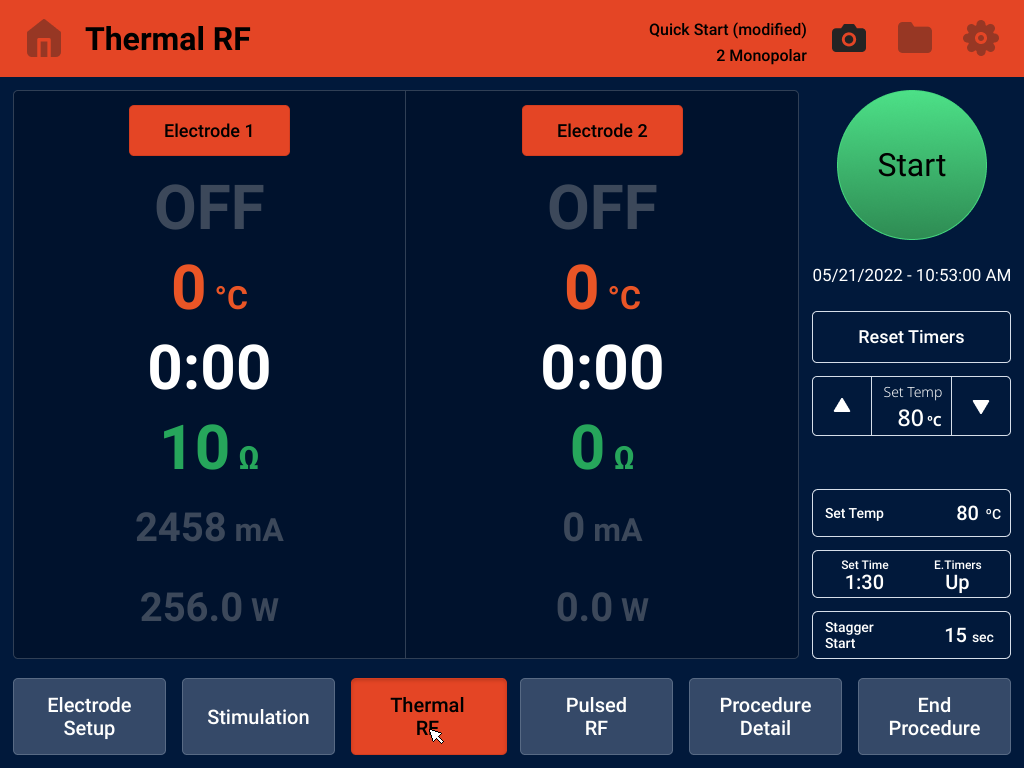 Thermal RF
Quick Start (modified)
2 Monopolar
Electrode 1
Electrode 2
OFF
OFF
0 °C
0 °C
0:00
0:00
10 Ω
0 Ω
2458 mA
0 mA
256.0 W
0.0 W
Start
05/21/2022 - 10:53:00 AM
Reset Timers
Set Temp
80 °C
Set Temp 80 °C
Set Time E.Timers
1:30 Up
Stagger
Start
15 sec
Electrode
Setup
Stimulation
Thermal
RF
Pulsed
RF
Procedure
Detail
End
Procedure